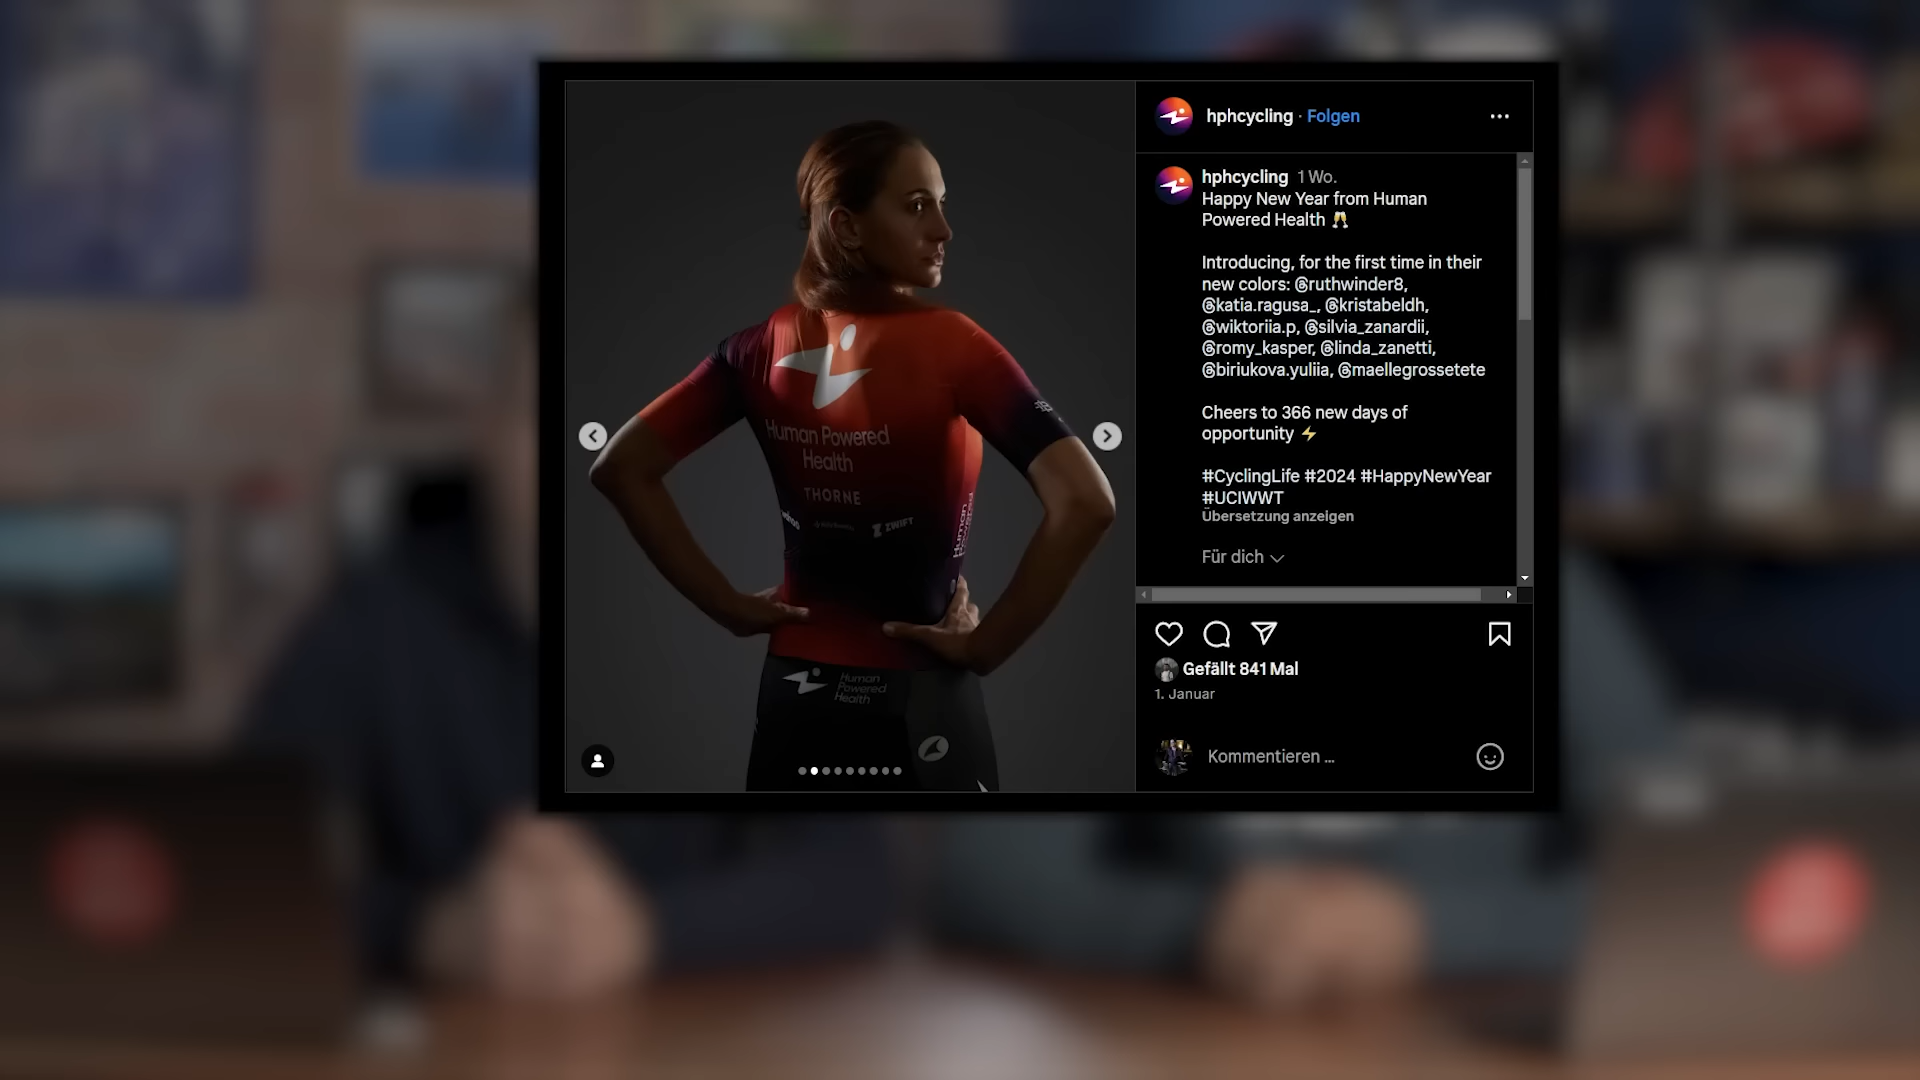 hphcycling · Folgen
hphcycling 1 Wo.
Happy New Year from Human
Powered Health 🥂
Introducing, for the first time in their
new colors: @ruthwinder8,
@katia.ragusa_, @kristabeldh,
@wiktoriia.p, @silvia_zanardii,
@romy_kasper, @linda_zanetti,
@biriukova.yuliia, @maellegrossetete
Cheers to 366 new days of
opportunity ⚡
#CyclingLife #2024 #HappyNewYear
#UCIWWT
Übersetzung anzeigen
Für dich
Gefällt 841 Mal
1. Januar
Kommentieren ...
Human Powered
Health
THORNE
ZWIFT
Human
Powered
Human
Powered
Health